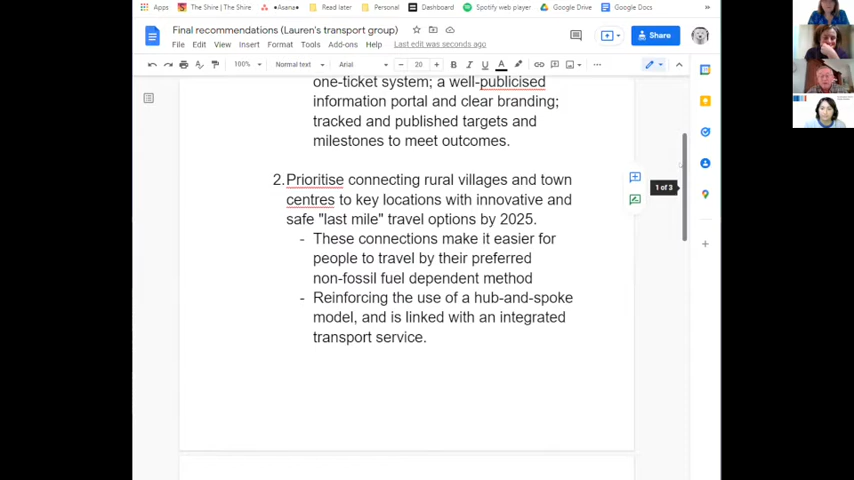 Apps The Shire | The Shire •Asana• Read later Personal Dashboard Spotify web player Google Drive Google Docs »
Final recommendations (Lauren's transport group)
File Edit View Insert Format Tools Add-ons Help Last edit was seconds ago
Share
100% Normal text Arial 20 B I U A
one-ticket system; a well-publicised
information portal and clear branding;
tracked and published targets and
milestones to meet outcomes.
2. Prioritise connecting rural villages and town
centres to key locations with innovative and
safe "last mile" travel options by 2025.
- These connections make it easier for
people to travel by their preferred
non-fossil fuel dependent method
- Reinforcing the use of a hub-and-spoke
model, and is linked with an integrated
transport service.
1 of 3